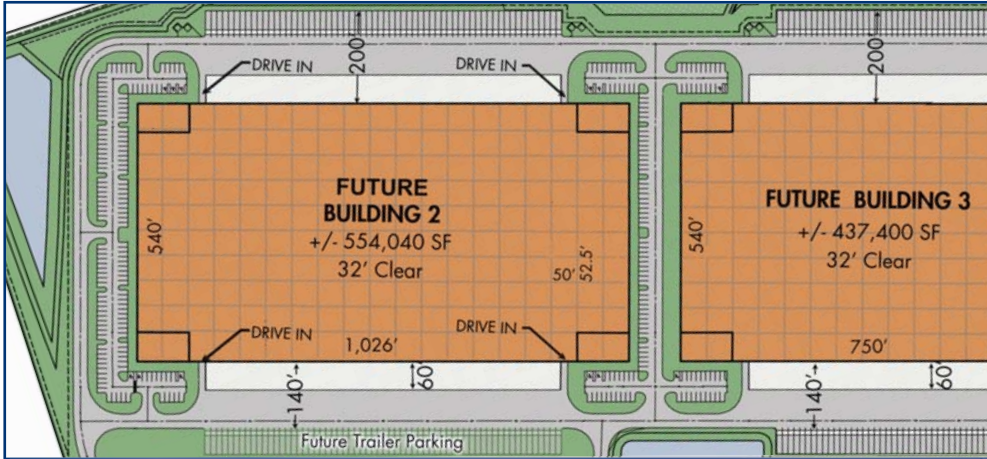 200'
200'
DRIVE IN
DRIVE IN
FUTURE
BUILDING 2
+/- 554,040 SF
32' Clear
540'
50'
52.5'
540'
FUTURE BUILDING 3
+/- 437,400 SF
32' Clear
DRIVE IN
DRIVE IN
1,026'
750'
140'
60'
140'
60'
Future Trailer Parking